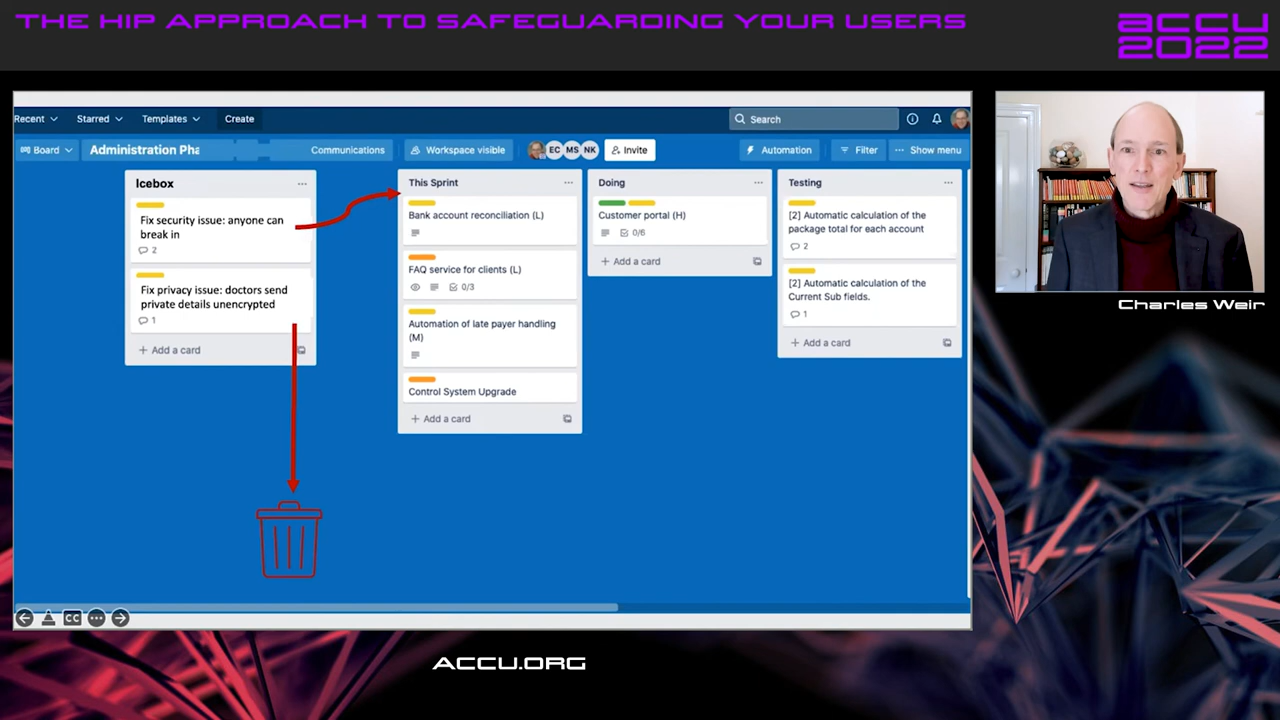 THE HIP APPROACH TO SAFEGUARDING YOUR USERS
accu
2022
Recent
Starred
Templates
Create
Search
Board
Administration Pha
Communications
Workspace visible
EC
MS
NK
Invite
Automation
Filter
Show menu
Icebox
Fix security issue: anyone can
break in
2
Fix privacy issue: doctors send
private details unencrypted
1
+ Add a card
This Sprint
Bank account reconciliation (L)
FAQ service for clients (L)
0/3
Automation of late payer handling
(M)
Control System Upgrade
+ Add a card
Doing
Customer portal (H)
0/6
+ Add a card
Testing
[2] Automatic calculation of the
package total for each account
2
[2] Automatic calculation of the
Current Sub fields.
1
+ Add a card
CC
Charles Weir
ACCU.ORG